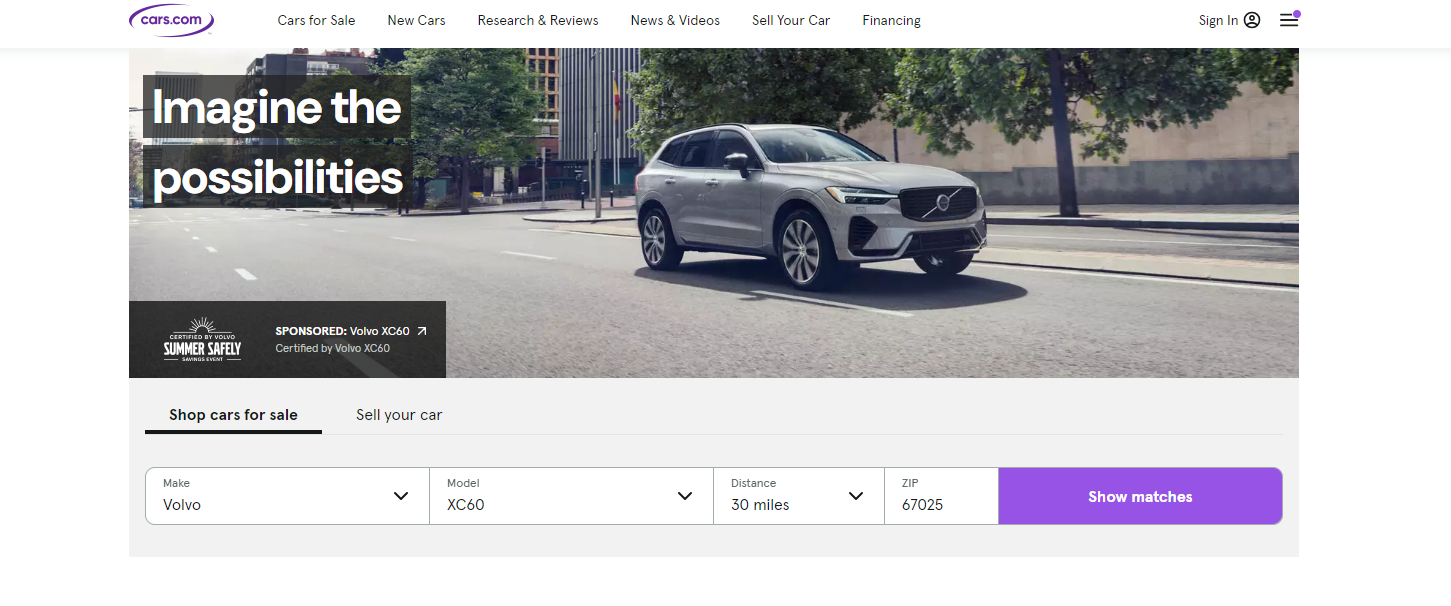 cars.com
Cars for Sale
New Cars
Research & Reviews
News & Videos
Sell Your Car
Financing
Sign In
Imagine the
possibilities
CERTIFIED BY VOLVO
SUMMER SAFELY
SAVINGS EVENT
SPONSORED: Volvo XC60
Certified by Volvo XC60
Shop cars for sale
Sell your car
Make
Volvo
Model
XC60
Distance
30 miles
ZIP
67025
Show matches